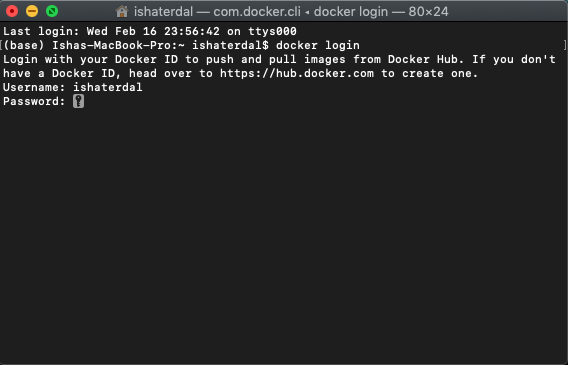 ishaterdal — com.docker.cli ◂ docker login — 80×24
Last login: Wed Feb 16 23:56:42 on ttys000
[(base) Ishas-MacBook-Pro:~ ishaterdal$ docker login ]
Login with your Docker ID to push and pull images from Docker Hub. If you don't
have a Docker ID, head over to https://hub.docker.com to create one.
Username: ishaterdal
Password: